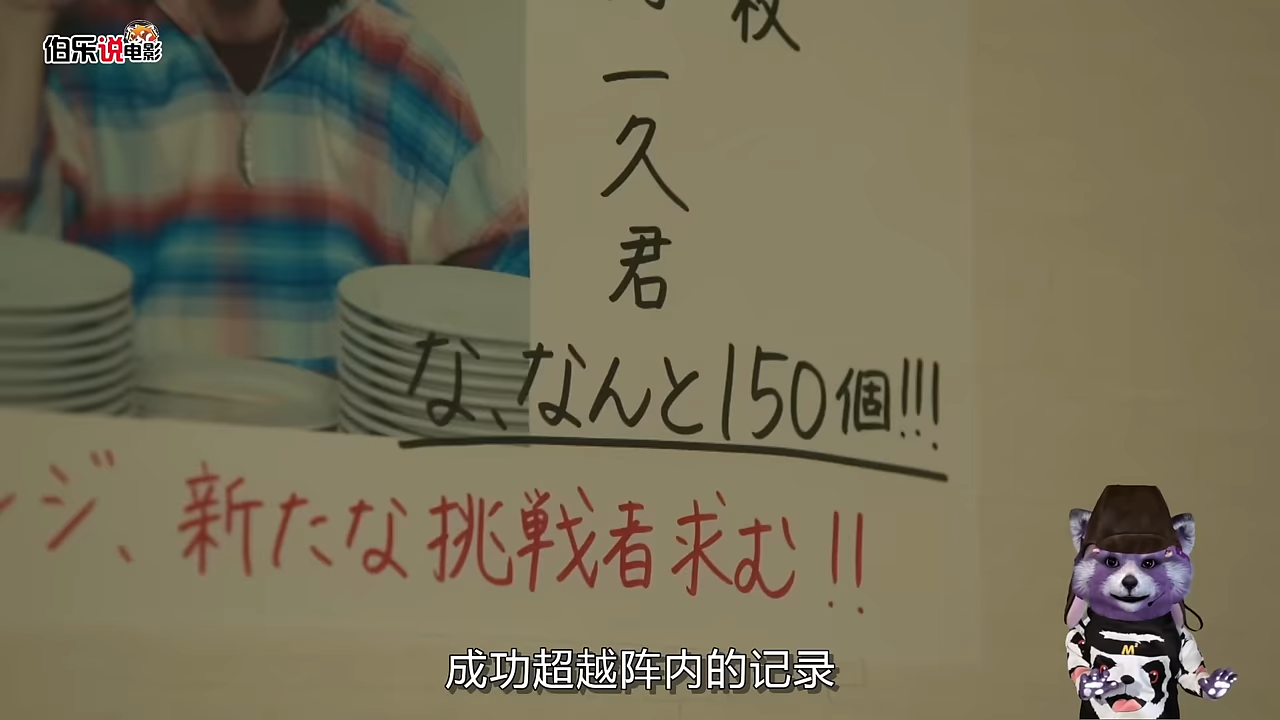 伯乐说电影
枚
一久君
な、なんと150個!!!
ンジ、新たな挑戦者求む!!
M
成功超越阵内的记录